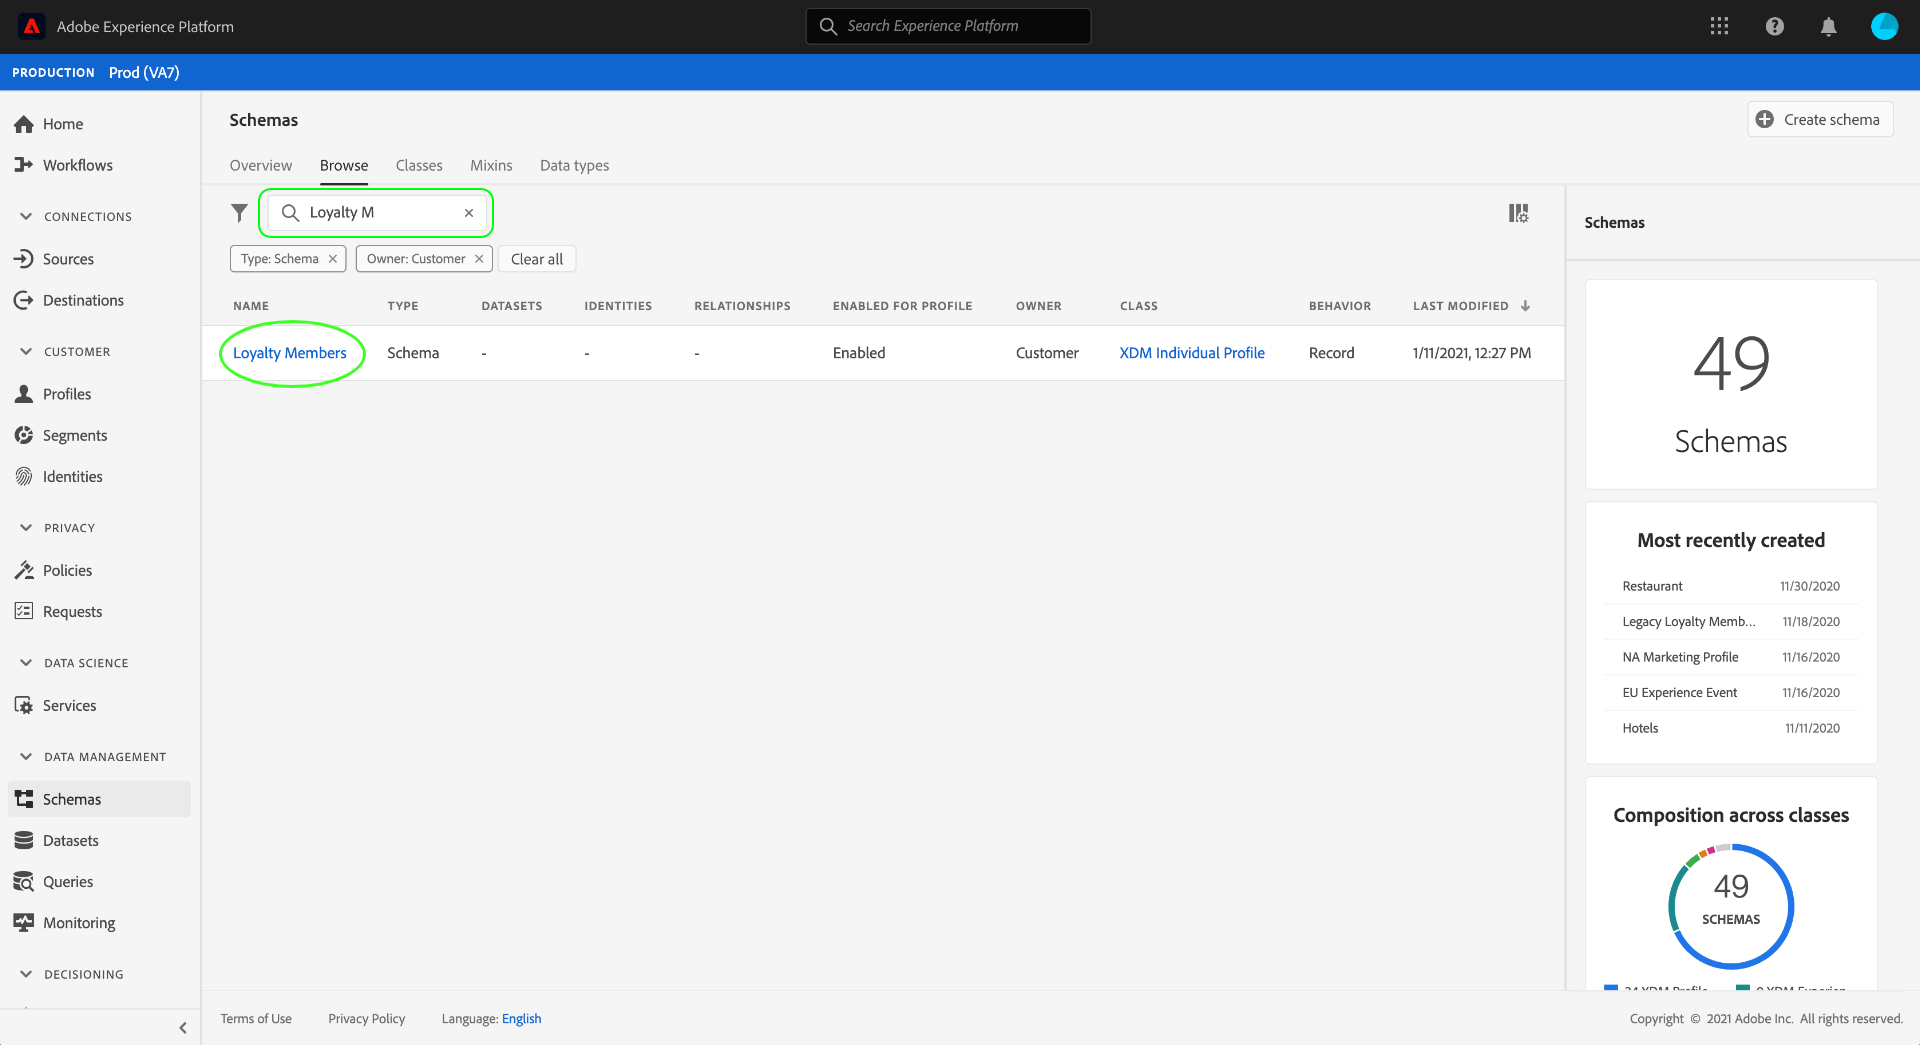 Adobe Experience Platform
Search Experience Platform
PRODUCTION Prod (VA7)
Home
Workflows
CONNECTIONS
Sources
Destinations
CUSTOMER
Profiles
Segments
Identities
PRIVACY
Policies
Requests
DATA SCIENCE
Services
DATA MANAGEMENT
Schemas
Datasets
Queries
Monitoring
DECISIONING
Schemas
Create schema
Overview Browse Classes Mixins Data types
Loyalty M
Type: Schema Owner: Customer Clear all
NAME TYPE DATASETS IDENTITIES RELATIONSHIPS ENABLED FOR PROFILE OWNER CLASS BEHAVIOR LAST MODIFIED
Loyalty Members Schema - - - Enabled Customer XDM Individual Profile Record 1/11/2021, 12:27 PM
Schemas
49
Schemas
Most recently created
Restaurant 11/30/2020
Legacy Loyalty Memb... 11/18/2020
NA Marketing Profile 11/16/2020
EU Experience Event 11/16/2020
Hotels 11/11/2020
Composition across classes
49
SCHEMAS
Terms of Use Privacy Policy Language: English
Copyright © 2021 Adobe Inc. All rights reserved.